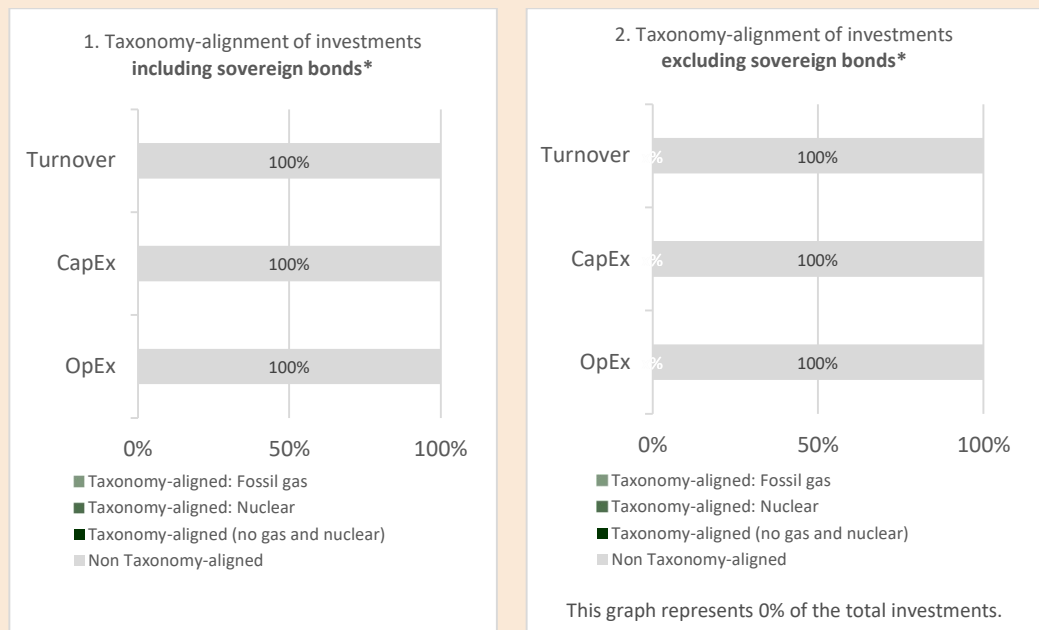 1. Taxonomy-alignment of investments
including sovereign bonds*
Turnover
100%
CapEx
100%
OpEx
100%
0% 50% 100%
Taxonomy-aligned: Fossil gas
Taxonomy-aligned: Nuclear
Taxonomy-aligned (no gas and nuclear)
Non Taxonomy-aligned
2. Taxonomy-alignment of investments
excluding sovereign bonds*
Turnover
% 100%
CapEx
% 100%
OpEx
% 100%
0% 50% 100%
Taxonomy-aligned: Fossil gas
Taxonomy-aligned: Nuclear
Taxonomy-aligned (no gas and nuclear)
Non Taxonomy-aligned
This graph represents 0% of the total investments.